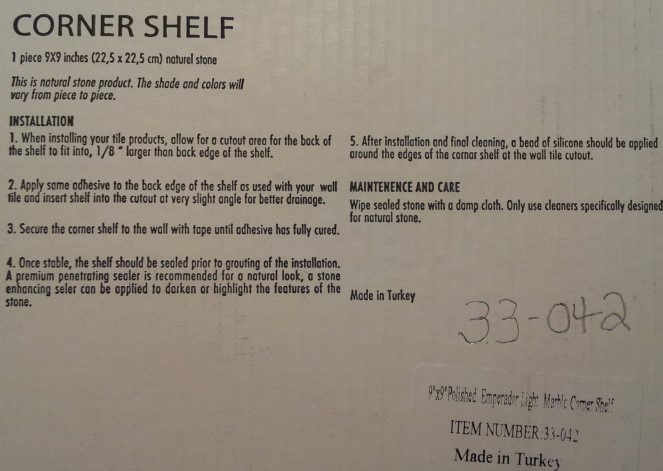 CORNER SHELF
1 piece 9X9 inches (22,5 x 22,5 cm) naturel stone
This is natural stone product. The shade and colors will
vary from piece to piece.
INSTALLATION
1. When installing your tile products, allow for a cutout area for the back of
the shelf to fit into, 1/8 " larger than back edge of the shelf.
2. Apply same adhesive to the back edge of the shelf as used with your wall
tile and insert shelf into the cutout at very slight angle for better drainage.
3. Secure the corner shelf to the wall with tape until adhesive has fully cured.
4. Once stable, the shelf should be sealed prior to grouting of the installation.
A premium penetrating sealer is recommended for a natural look, a stone
enhancing seler can be applied to darken or highlight the features of the
stone.
5. After installation and final cleaning, a bead of silicone should be applied
around the edges of the cornar shelf at the wall tile cutout.
MAINTENENCE AND CARE
Wipe sealed stone with a damp cloth. Only use cleaners specifically designed
for natural stone.
Made in Turkey
33-042
9"x9" Polished Emperador Light Marble Corner Shelf
ITEM NUMBER:33-042
Made in Turkey